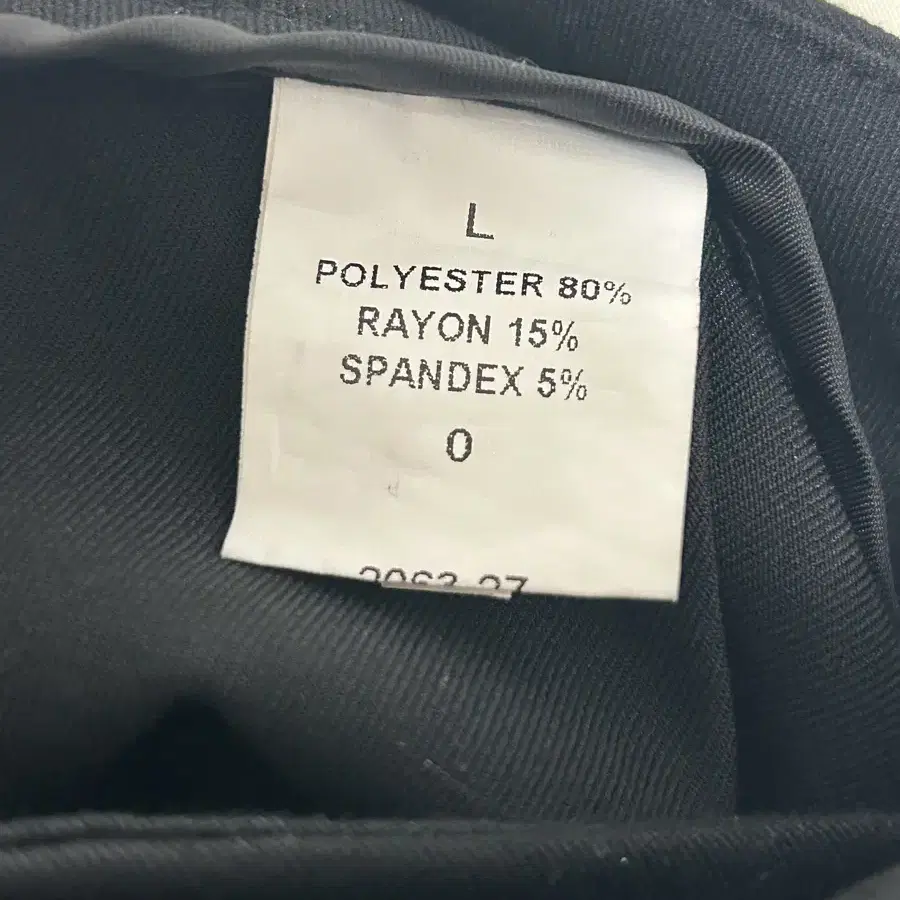 L
POLYESTER 80%
RAYON 15%
SPANDEX 5%
0